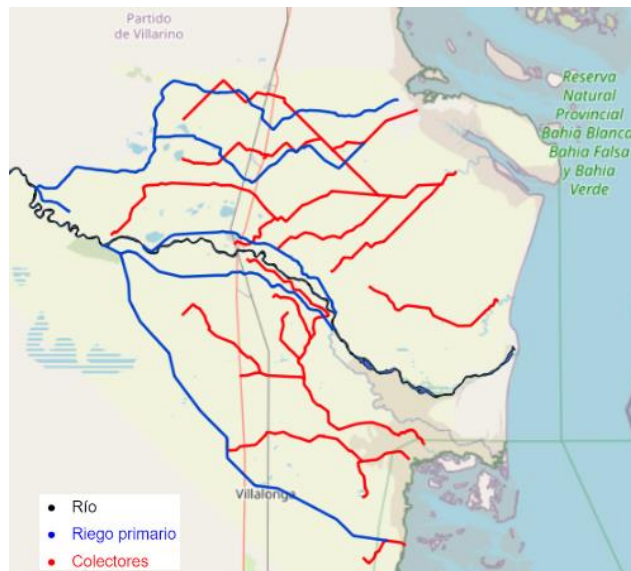 Partido
de Villarino
Reserva
Natural
Provincial
Bahía Blanca
Bahía Falsa
y Bahía
Verde
Villalonga
Río
Riego primario
Colectores